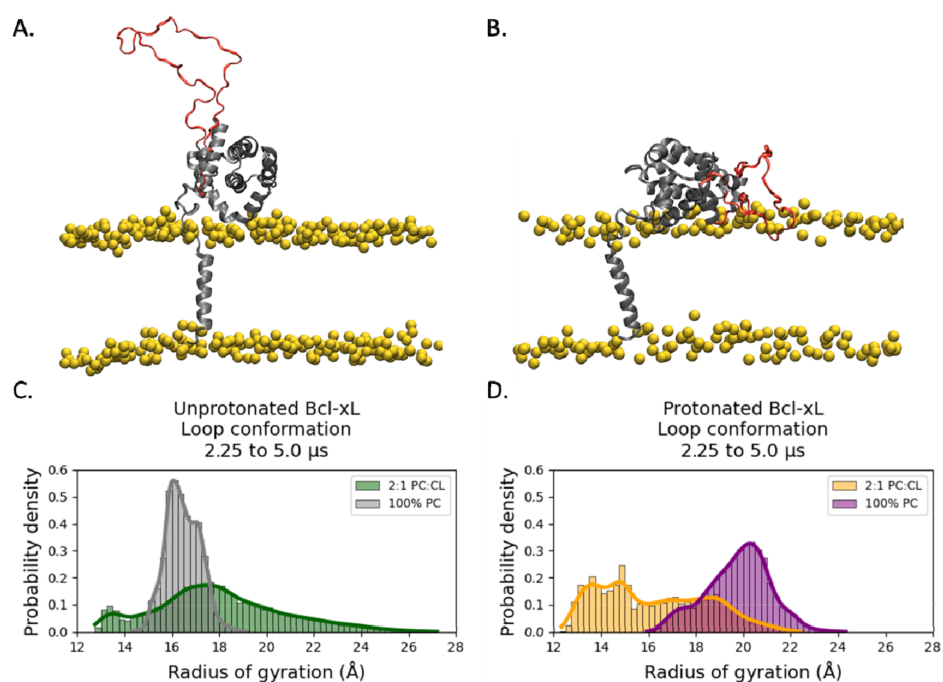 A.
B.
C.
Unprotonated Bcl-xL
Loop conformation
2.25 to 5.0 μs
Probability density
0.6
0.5
0.4
0.3
0.2
0.1
0.0
2:1 PC:CL
100% PC
12 14 16 18 20 22 24 26 28
Radius of gyration (Å)
D.
Protonated Bcl-xL
Loop conformation
2.25 to 5.0 μs
Probability density
0.6
0.5
0.4
0.3
0.2
0.1
0.0
2:1 PC:CL
100% PC
12 14 16 18 20 22 24 26 28
Radius of gyration (Å)